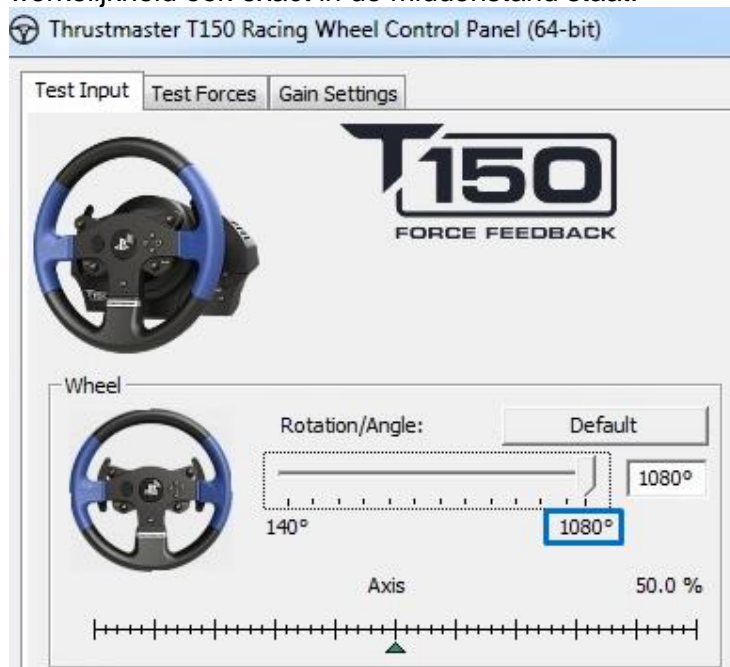 Thrustmaster T150 Racing Wheel Control Panel (64-bit)
Test Input Test Forces Gain Settings
T150
FORCE FEEDBACK
T150
Wheel
Rotation/Angle: Default
1080°
140° 1080°
Axis 50.0 %